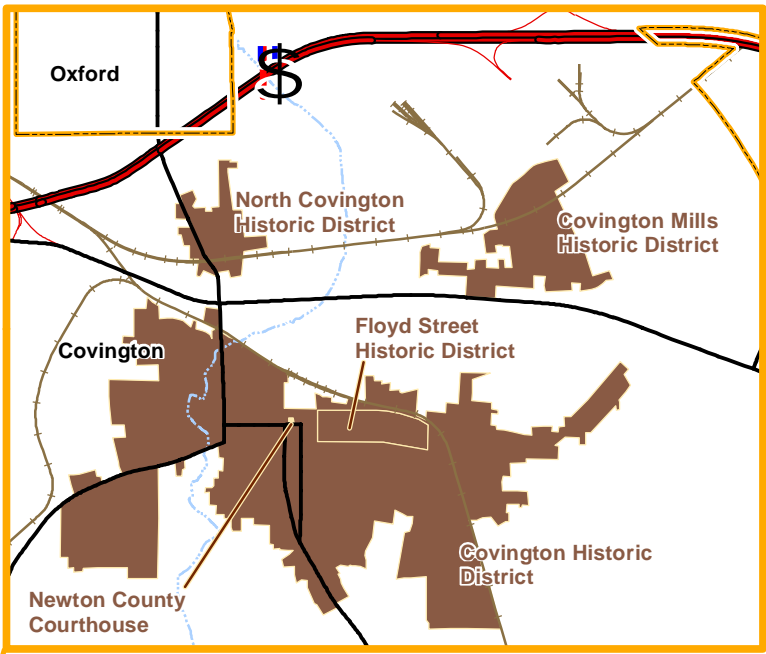 $
Oxford
North Covington
Historic District
Covington Mills
Historic District
Floyd Street
Historic District
Covington
Covington Historic
District
Newton County
Courthouse